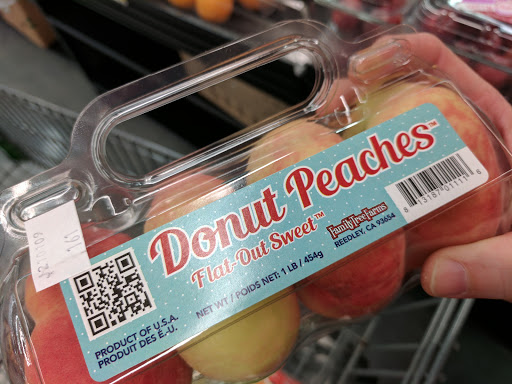 Donut Peaches™
Flat-Out Sweet™
NET WT / POIDS NET: 1 LB / 454g
Family Tree Farms
REEDLEY, CA 93654
PRODUCT OF U.S.A.
PRODUIT DES É.-U.